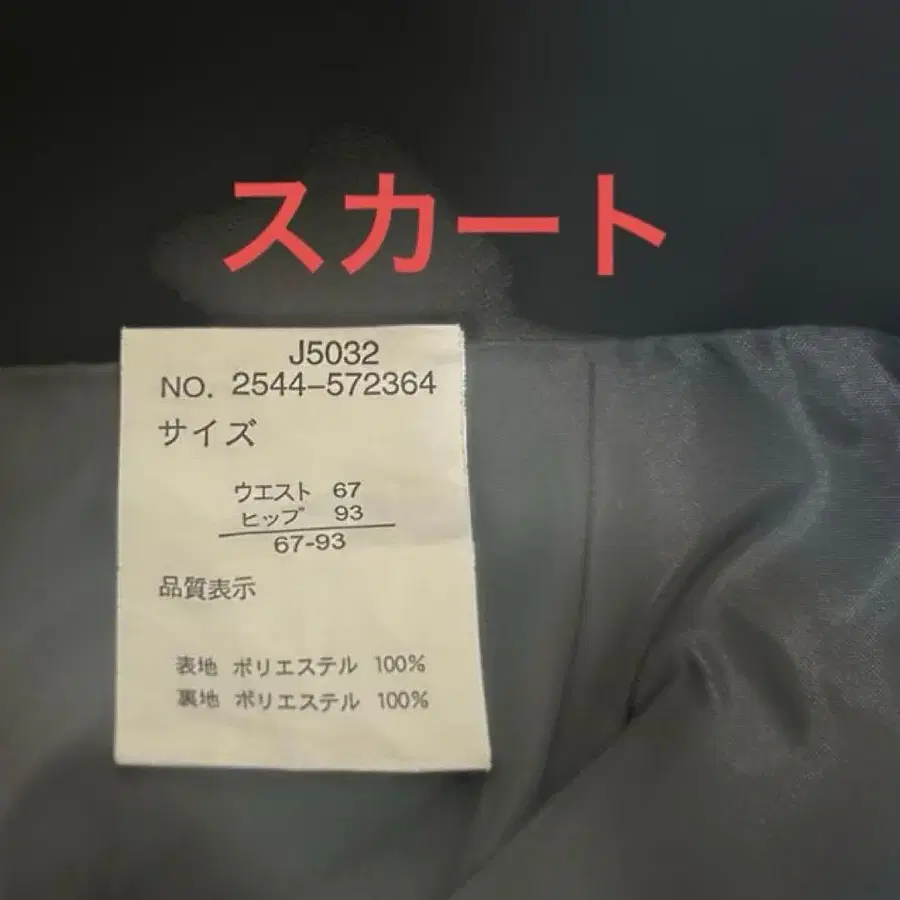 スカート
J5032
NO. 2544-572364
サイズ
ウエスト 67
ヒップ 93
67-93
品質表示
表地 ポリエステル 100%
裏地 ポリエステル 100%